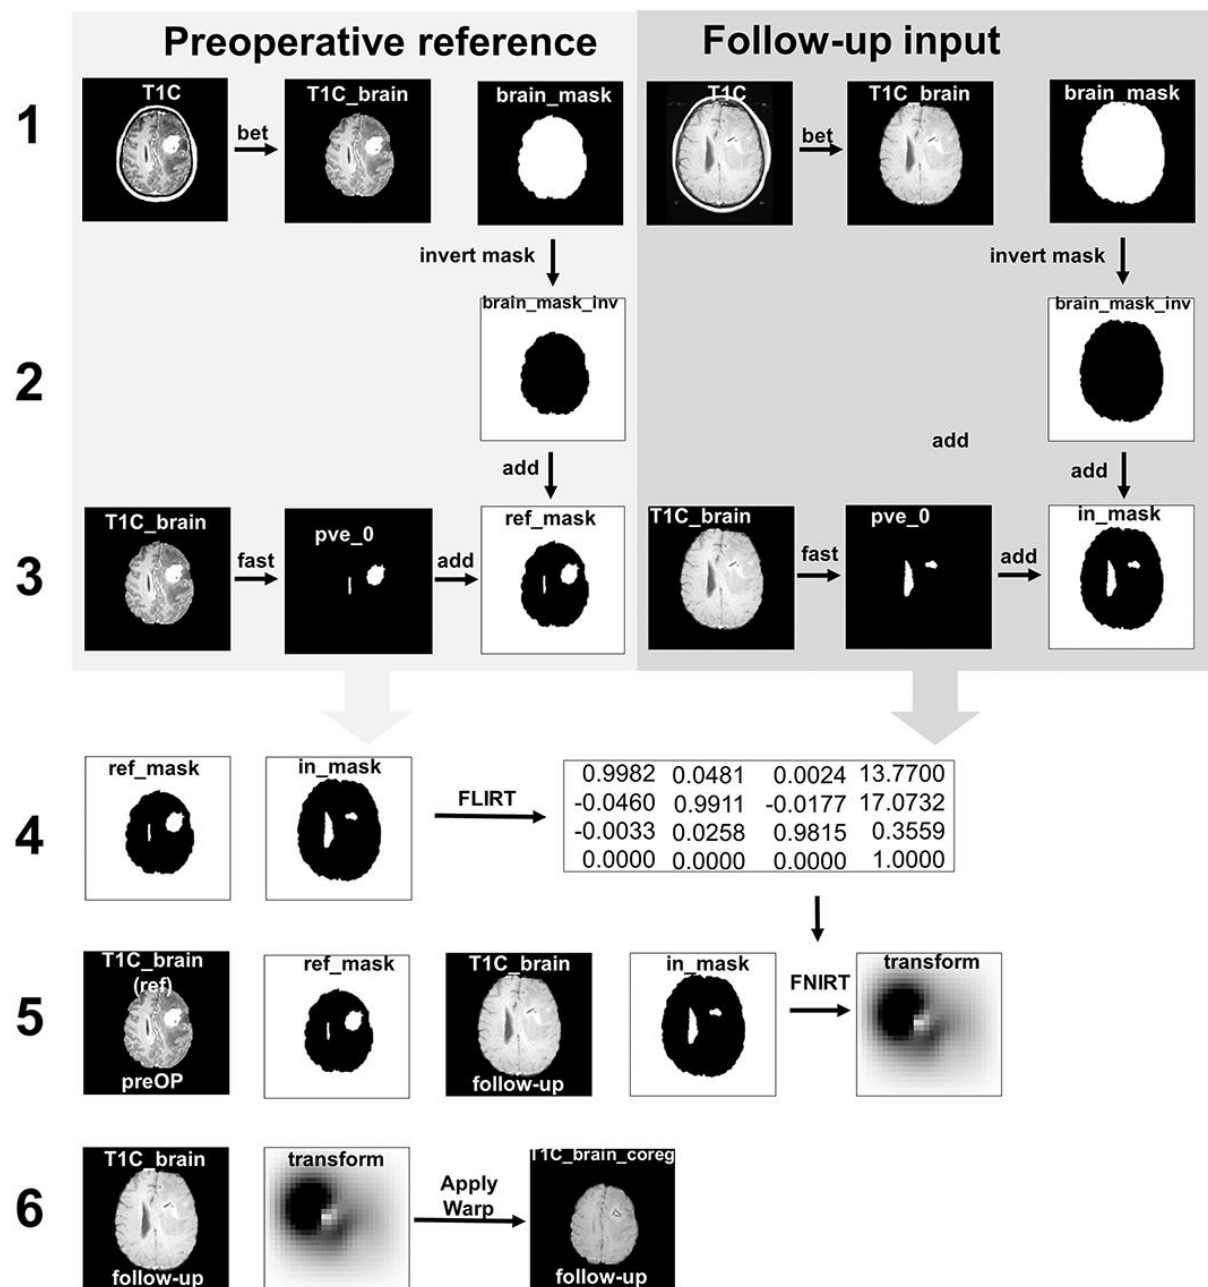 Preoperative reference
Follow-up input
1
T1C
bet
T1C_brain
brain_mask
T1C
bet
T1C_brain
brain_mask
invert mask
invert mask
2
brain_mask_inv
brain_mask_inv
add
add
add
3
T1C_brain
fast
pve_0
add
ref_mask
T1C_brain
fast
pve_0
add
in_mask
4
ref_mask
in_mask
FLIRT
0.9982 0.0481 0.0024 13.7700
-0.0460 0.9911 -0.0177 17.0732
-0.0033 0.0258 0.9815 0.3559
0.0000 0.0000 0.0000 1.0000
5
T1C_brain
(ref)
preOP
ref_mask
T1C_brain
follow-up
in_mask
FNIRT
transform
6
T1C_brain
follow-up
transform
Apply
Warp
T1C_brain_coreg
follow-up